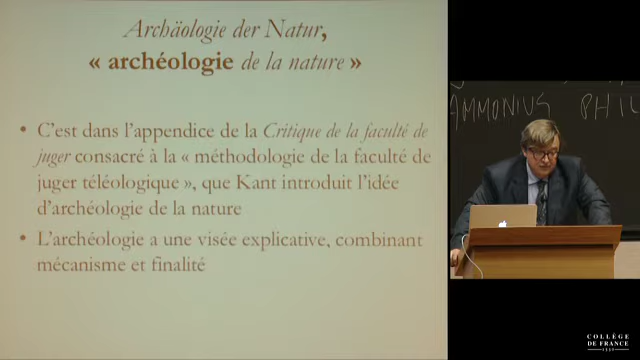 Archäologie der Natur,
« archéologie de la nature »
• C'est dans l'appendice de la Critique de la faculté de
juger consacré à la « méthodologie de la faculté de
juger téléologique », que Kant introduit l'idée
d'archéologie de la nature
• L'archéologie a une visée explicative, combinant
mécanisme et finalité
AMMONIUS PHIL
COLLÈGE
DE FRANCE
1530